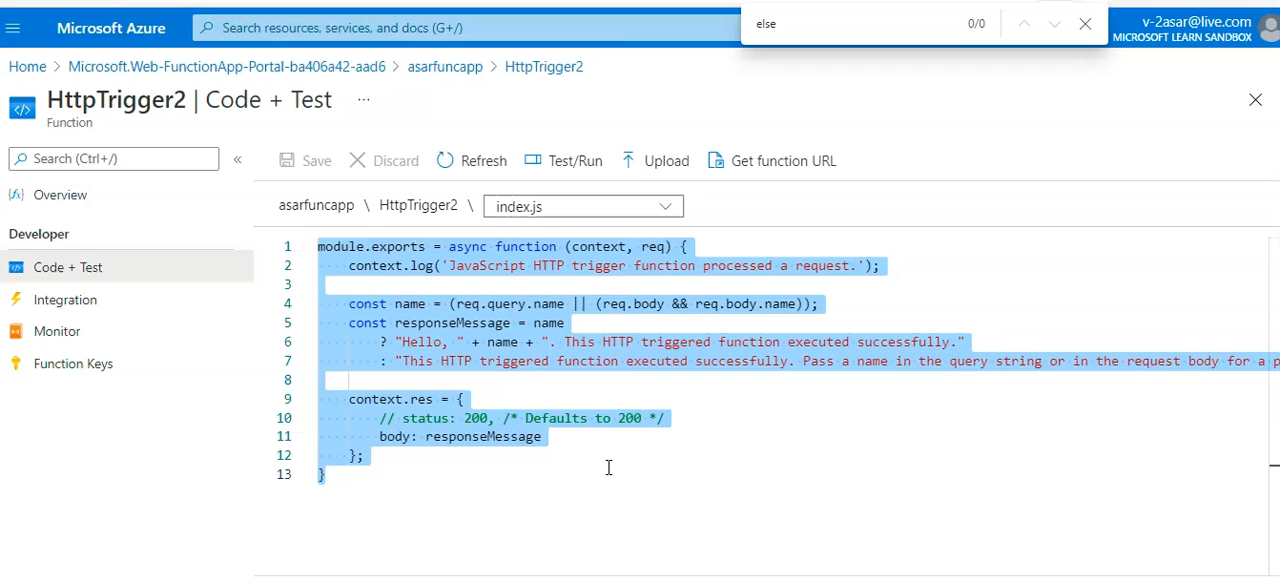 else 0/0
Microsoft Azure
Search resources, services, and docs (G+/)
v-2asar@live.com
MICROSOFT LEARN SANDBOX
Home > Microsoft.Web-FunctionApp-Portal-ba406a42-aad6 > asarfuncapp > HttpTrigger2
HttpTrigger2 | Code + Test ...
Function
Search (Ctrl+/) «
Save Discard Refresh Test/Run Upload Get function URL
Overview
Developer
Code + Test
Integration
Monitor
Function Keys
asarfuncapp \ HttpTrigger2 \ index.js
1 module.exports = async function (context, req) {
2 context.log('JavaScript HTTP trigger function processed a request.');
3
4 const name = (req.query.name || (req.body && req.body.name));
5 const responseMessage = name
6 ? "Hello, " + name + ". This HTTP triggered function executed successfully."
7 : "This HTTP triggered function executed successfully. Pass a name in the query string or in the request body for a p
8
9 context.res = {
10 // status: 200, /* Defaults to 200 */
11 body: responseMessage
12 };
13 }